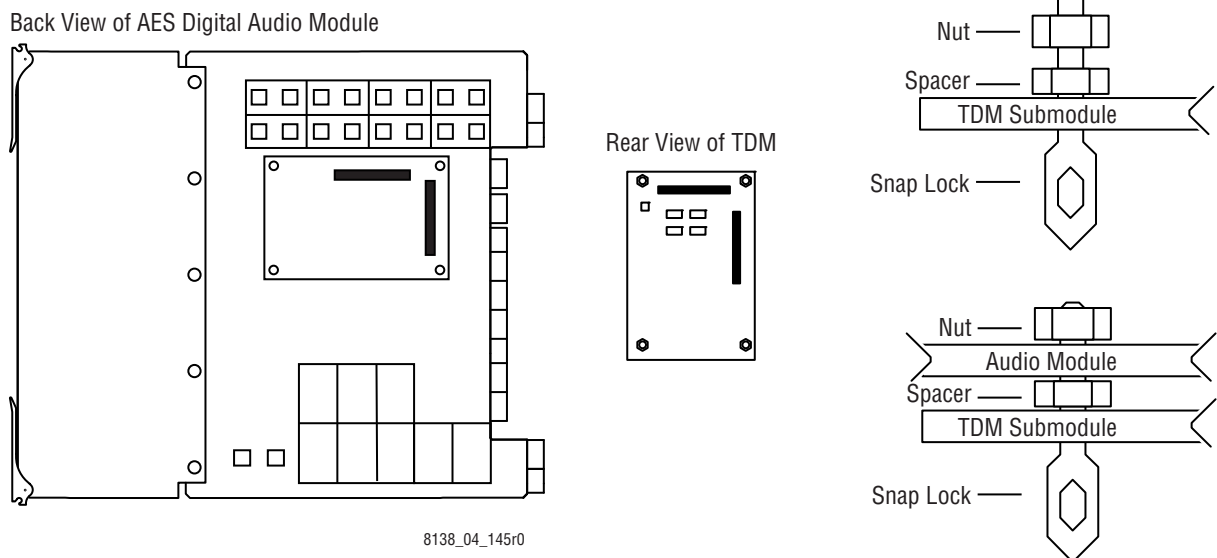 Back View of AES Digital Audio Module
8138_04_145r0
Rear View of TDM
Nut
Spacer
TDM Submodule
Snap Lock
Nut
Audio Module
Spacer
TDM Submodule
Snap Lock